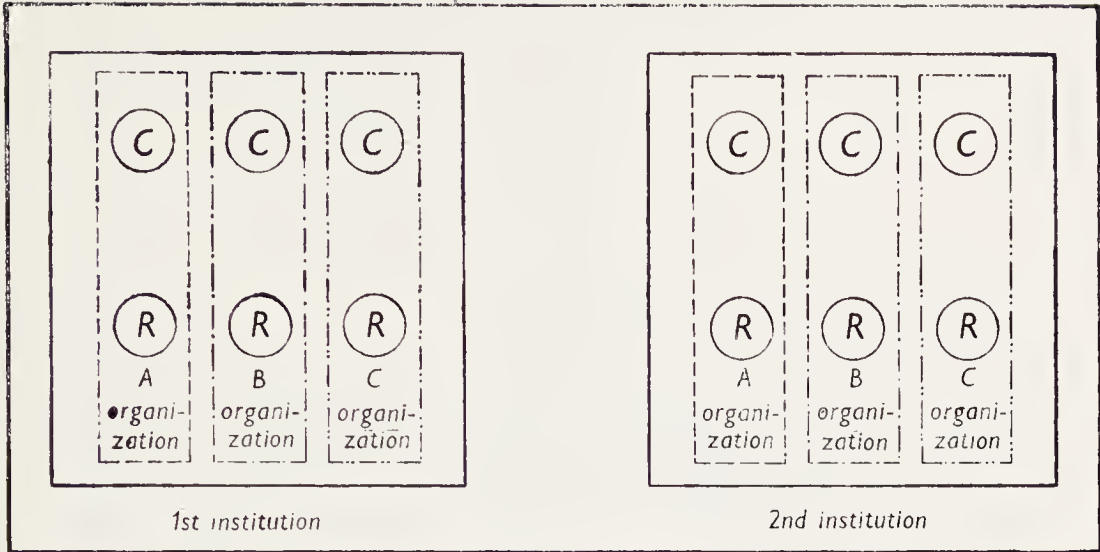 C C C C C C
R R R R R R
A B C A B C
organi- organi- organi- organi- organi- organi-
zation zation zation zation zation zation
1st institution 2nd institution